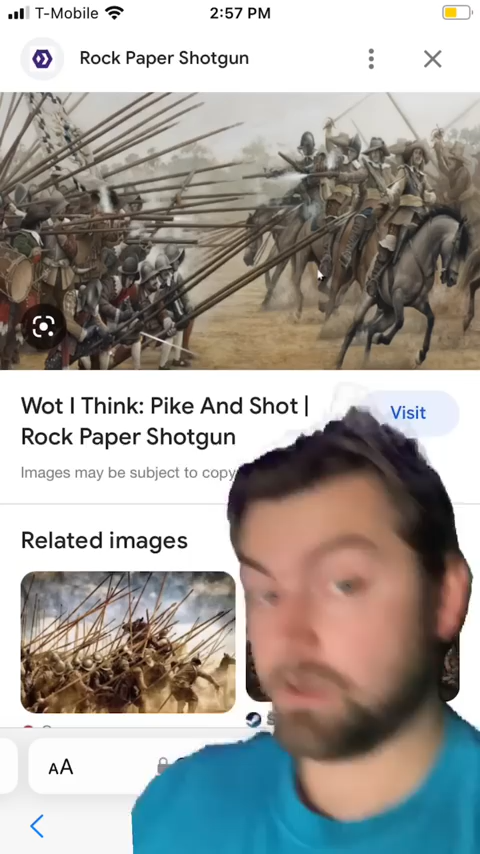 T-Mobile
2:57 PM
Rock Paper Shotgun
Wot I Think: Pike And Shot |
Rock Paper Shotgun
Visit
Images may be subject to copy
Related images
AA